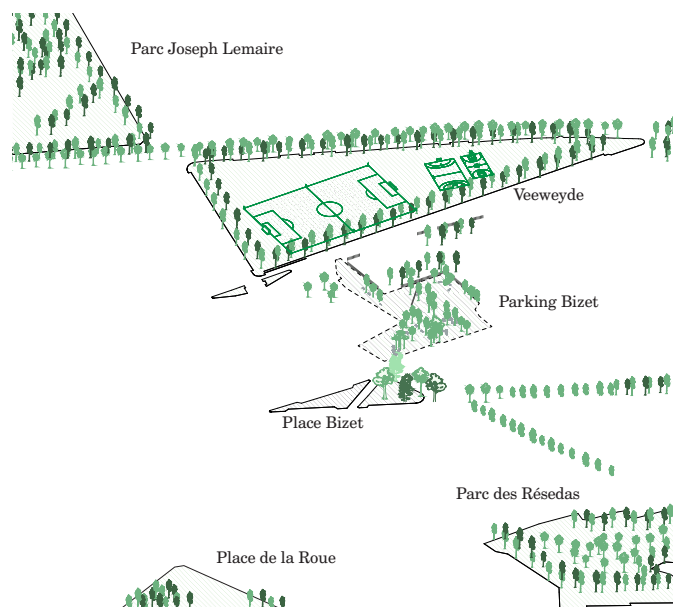 Parc Joseph Lemaire
Veeweyde
Parking Bizet
Place Bizet
Parc des Résedas
Place de la Roue